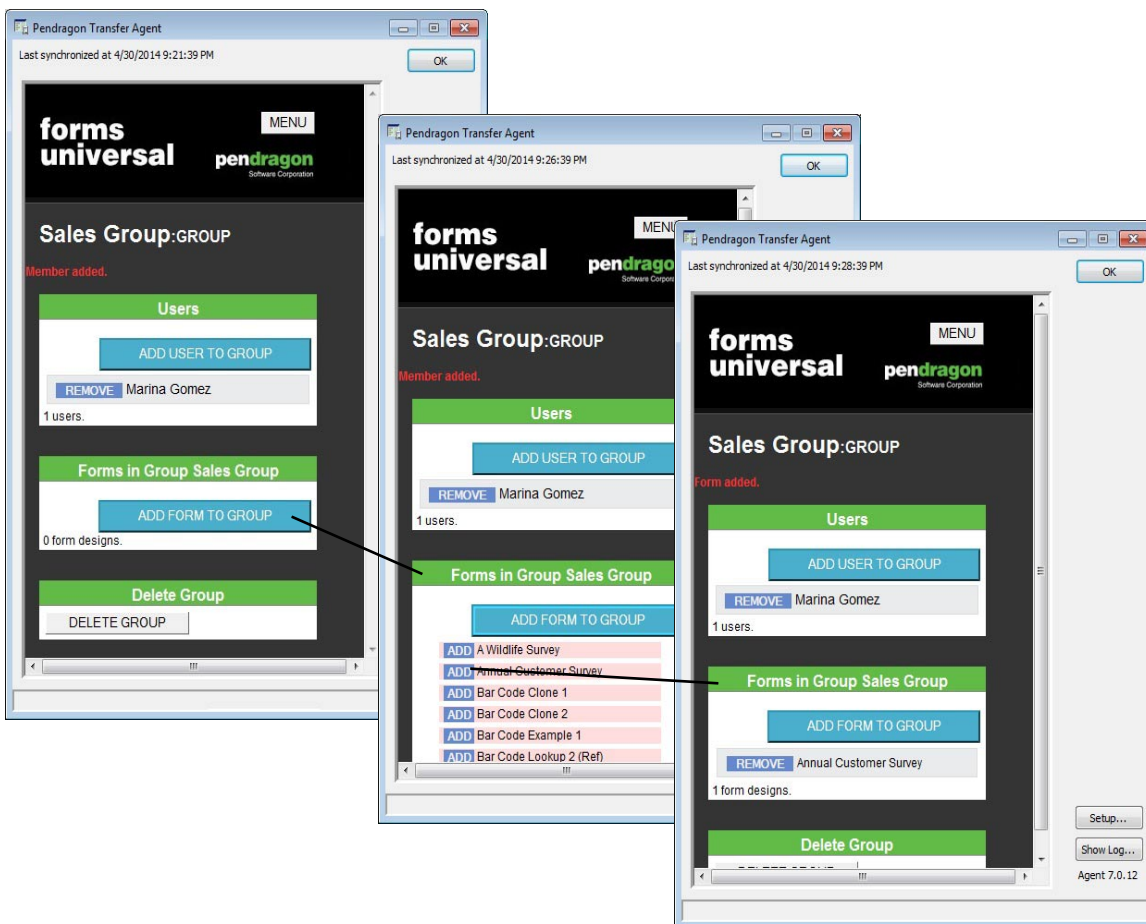 Pendragon Transfer Agent
Last synchronized at 4/30/2014 9:21:39 PM
OK
forms
universal
MENU
pendragon
Software Corporation
Sales Group:GROUP
Member added.
Users
ADD USER TO GROUP
REMOVE Marina Gomez
1 users.
Forms in Group Sales Group
ADD FORM TO GROUP
0 form designs.
Delete Group
DELETE GROUP
Pendragon Transfer Agent
Last synchronized at 4/30/2014 9:26:39 PM
OK
forms
universal
MENU
pendrago
Software Corpor
Sales Group:GROUP
Member added.
Users
ADD USER TO GROUP
REMOVE Marina Gomez
1 users.
Forms in Group Sales Group
ADD FORM TO GROUP
ADD A Wildlife Survey
ADD Annual Customer Survey
ADD Bar Code Clone 1
ADD Bar Code Clone 2
ADD Bar Code Example 1
ADD Bar Code Lookup 2 (Ref)
Pendragon Transfer Agent
Last synchronized at 4/30/2014 9:28:39 PM
OK
forms
universal
MENU
pendragon
Software Corporation
Sales Group:GROUP
Form added.
Users
ADD USER TO GROUP
REMOVE Marina Gomez
1 users.
Forms in Group Sales Group
ADD FORM TO GROUP
REMOVE Annual Customer Survey
1 form designs.
Delete Group
Setup...
Show Log...
Agent 7.0.12